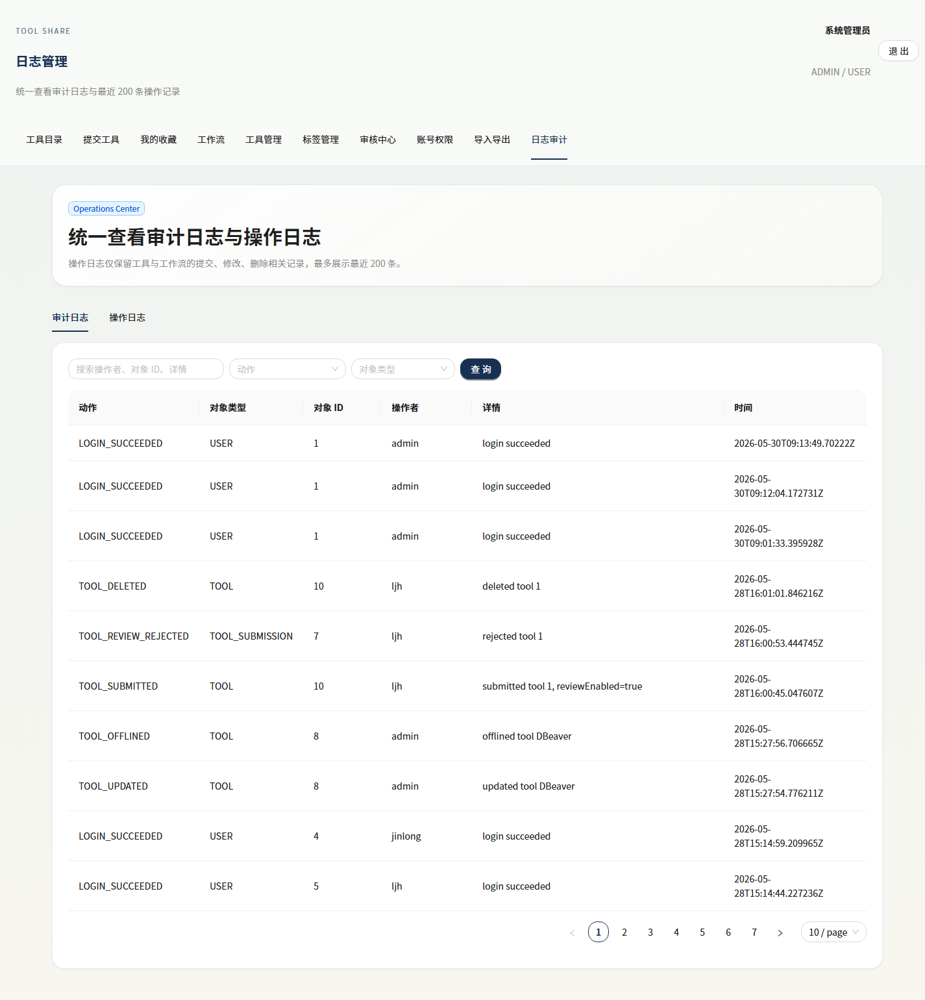 TOOL SHARE
系统管理员
退 出
日志管理
ADMIN / USER
统一查看审计日志与最近 200 条操作记录
工具目录 提交工具 我的收藏 工作流 工具管理 标签管理 审核中心 账号权限 导入导出 日志审计
Operations Center
统一查看审计日志与操作日志
操作日志仅保留工具与工作流的提交、修改、删除相关记录，最多展示最近 200 条。
审计日志 操作日志
搜索操作者、对象 ID、详情 动作 对象类型 查 询
动作 对象类型 对象 ID 操作者 详情 时间
LOGIN_SUCCEEDED USER 1 admin login succeeded 2026-05-30T09:13:49.70222Z
LOGIN_SUCCEEDED USER 1 admin login succeeded 2026-05-
30T09:12:04.172731Z
LOGIN_SUCCEEDED USER 1 admin login succeeded 2026-05-
30T09:01:33.395928Z
TOOL_DELETED TOOL 10 ljh deleted tool 1 2026-05-
28T16:01:01.846216Z
TOOL_REVIEW_REJECTED TOOL_SUBMISSION 7 ljh rejected tool 1 2026-05-
28T16:00:53.444745Z
TOOL_SUBMITTED TOOL 10 ljh submitted tool 1, reviewEnabled=true 2026-05-
28T16:00:45.047607Z
TOOL_OFFLINED TOOL 8 admin offlined tool DBeaver 2026-05-
28T15:27:56.706665Z
TOOL_UPDATED TOOL 8 admin updated tool DBeaver 2026-05-
28T15:27:54.776211Z
LOGIN_SUCCEEDED USER 4 jinlong login succeeded 2026-05-
28T15:14:59.209965Z
LOGIN_SUCCEEDED USER 5 ljh login succeeded 2026-05-
28T15:14:44.227236Z
< 1 2 3 4 5 6 7 > 10 / page